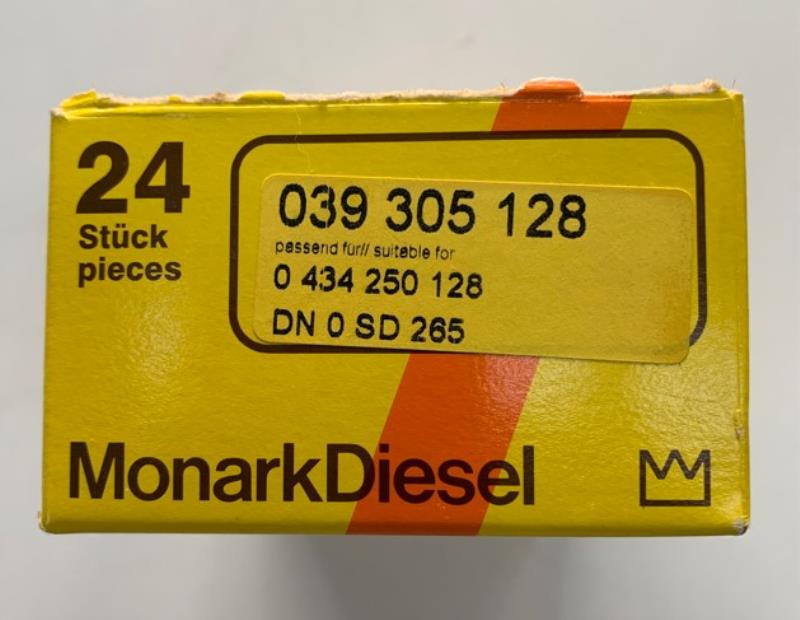 24
Stück
pieces
039 305 128
passend für// suitable for
0 434 250 128
DN 0 SD 265
MonarkDiesel